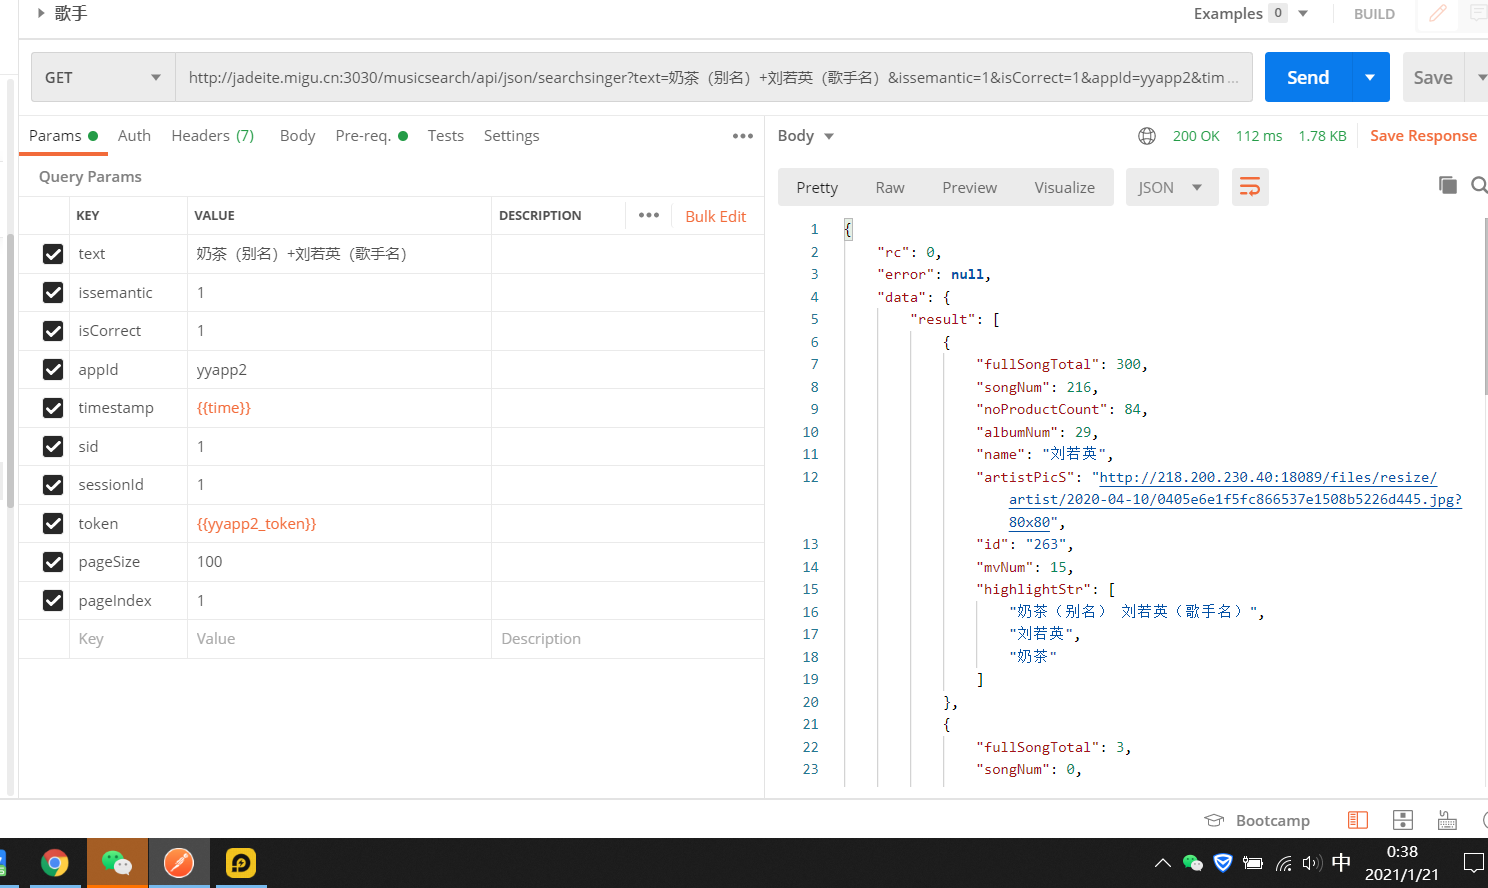 歌手
Examples 0
BUILD
GET
http://jadeite.migu.cn:3030/musicsearch/api/json/searchsinger?text=奶茶（别名）+刘若英（歌手名）&issemantic=1&isCorrect=1&appId=yyapp2&tim...
Send
Save
Params Auth Headers (7) Body Pre-req. Tests Settings
Body
200 OK 112 ms 1.78 KB Save Response
Query Params
Pretty Raw Preview Visualize JSON
KEY VALUE DESCRIPTION Bulk Edit
text 奶茶（别名）+刘若英（歌手名）
issemantic 1
isCorrect 1
appId yyapp2
timestamp {{time}}
sid 1
sessionId 1
token {{yyapp2_token}}
pageSize 100
pageIndex 1
Key Value Description
1 {
2 "rc": 0,
3 "error": null,
4 "data": {
5 "result": [
6 {
7 "fullSongTotal": 300,
8 "songNum": 216,
9 "noProductCount": 84,
10 "albumNum": 29,
11 "name": "刘若英",
12 "artistPicS": "http://218.200.230.40:18089/files/resize/
artist/2020-04-10/0405e6e1f5fc866537e1508b5226d445.jpg?
80x80",
13 "id": "263",
14 "mvNum": 15,
15 "highlightStr": [
16 "奶茶（别名） 刘若英（歌手名）",
17 "刘若英",
18 "奶茶"
19 ]
20 },
21 {
22 "fullSongTotal": 3,
23 "songNum": 0,
Bootcamp
中
0:38
2021/1/21